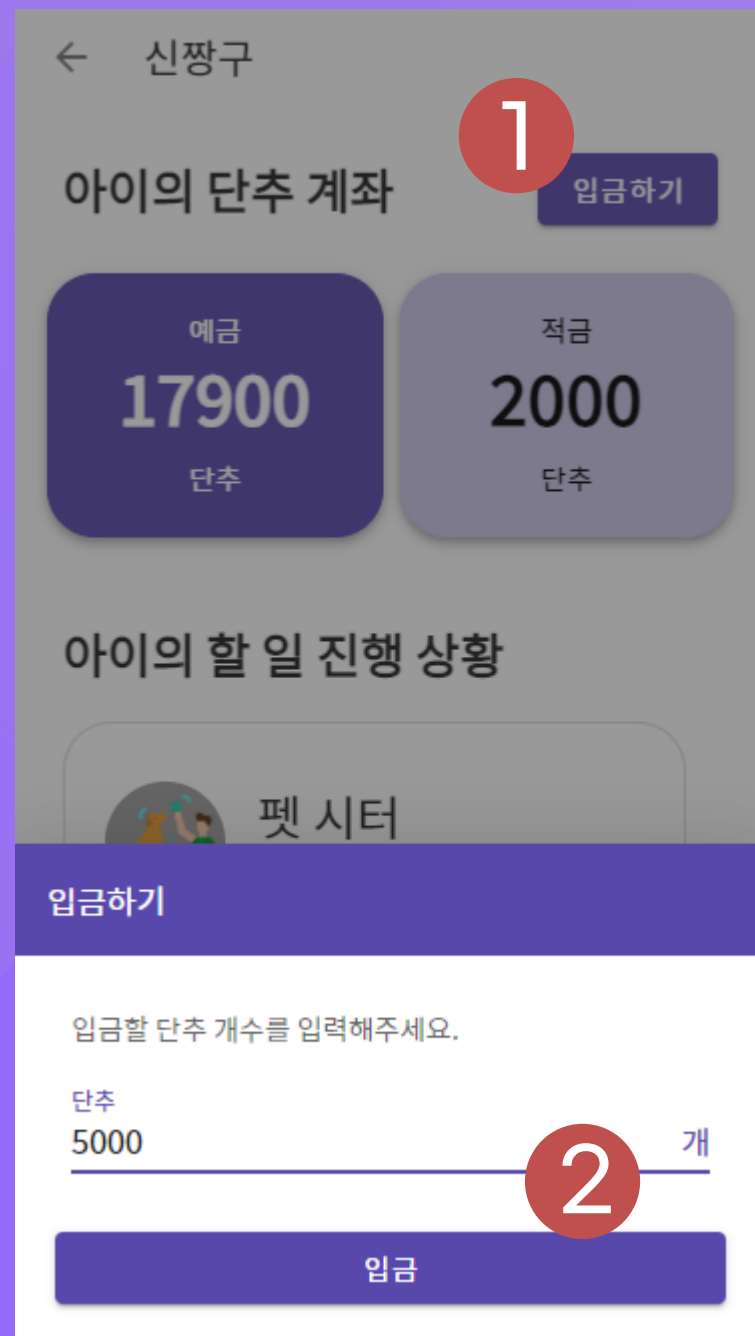 신짱구
1
아이의 단추 계좌
입금하기
예금
17900
단추
적금
2000
단추
아이의 할 일 진행 상황
펫 시터
입금하기
입금할 단추 개수를 입력해주세요.
단추
5000 개
2
입금